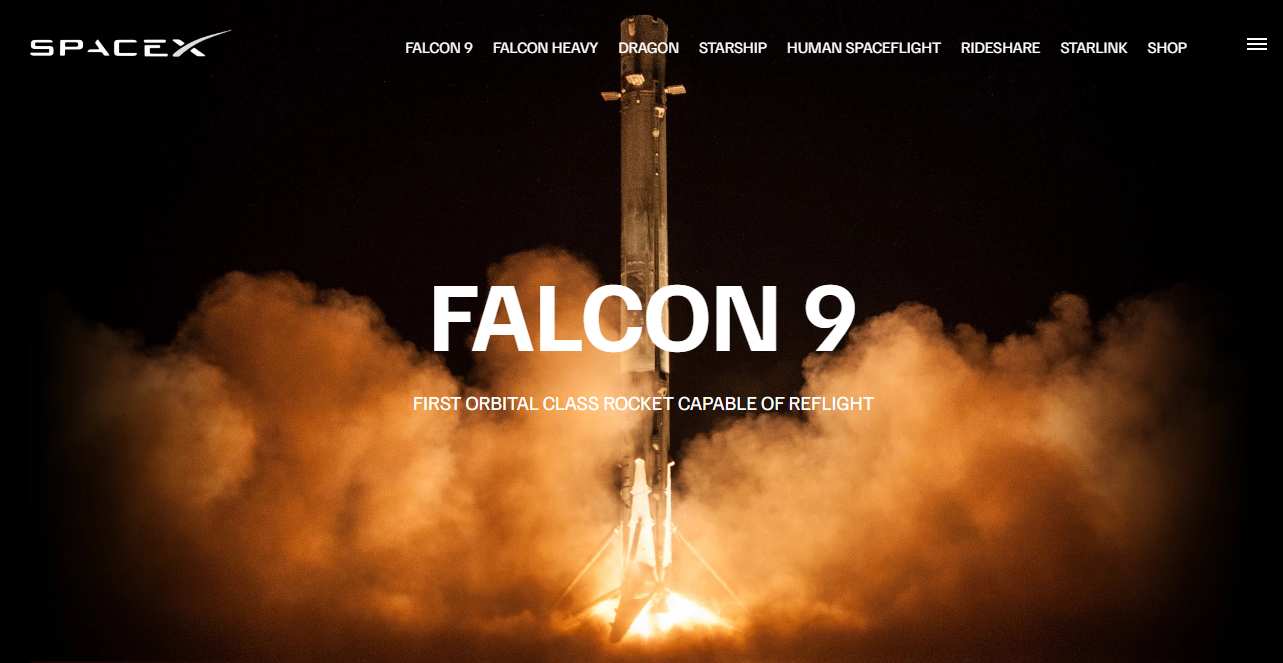 SPACEX
FALCON 9 FALCON HEAVY DRAGON STARSHIP HUMAN SPACEFLIGHT RIDESHARE STARLINK SHOP
FALCON 9
FIRST ORBITAL CLASS ROCKET CAPABLE OF REFLIGHT